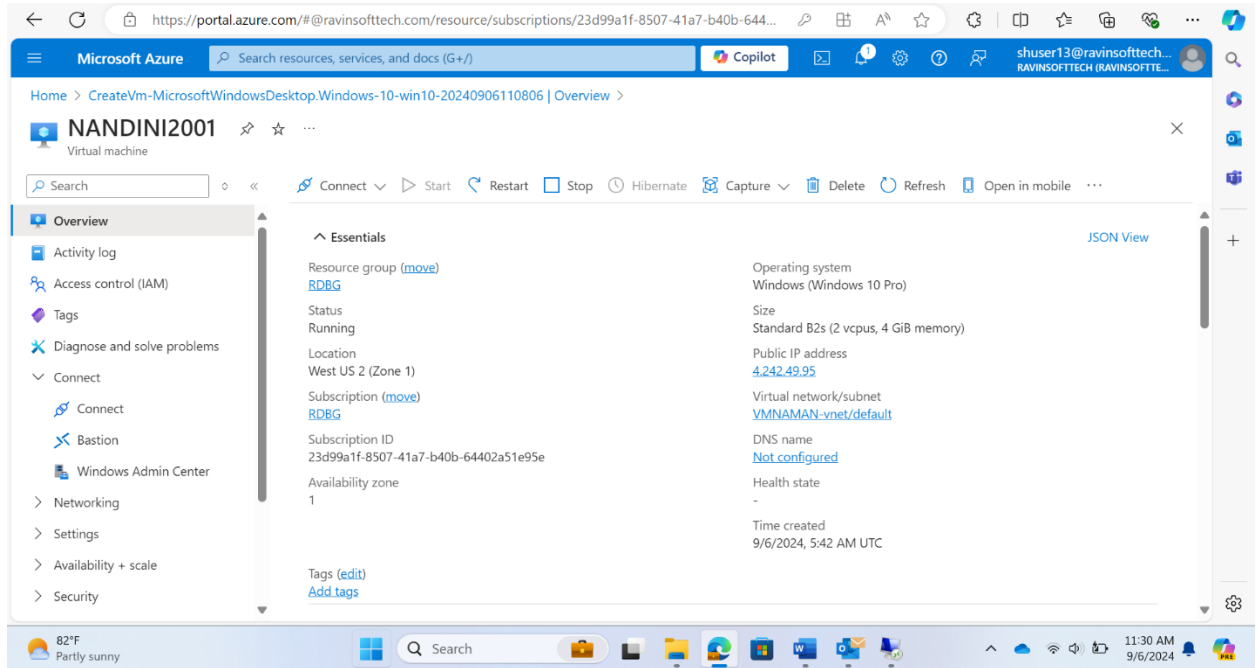 https://portal.azure.com/#@ravinsofttech.com/resource/subscriptions/23d99a1f-8507-41a7-b40b-644...
Microsoft Azure
Search resources, services, and docs (G+/)
Copilot
1
shuser13@ravinsofttech...
RAVINSOFTTECH (RAVINSOFTTE...
Home > CreateVm-MicrosoftWindowsDesktop.Windows-10-win10-20240906110806 | Overview >
NANDINI2001
Virtual machine
Search
Connect
Start
Restart
Stop
Hibernate
Capture
Delete
Refresh
Open in mobile
Overview
Activity log
Access control (IAM)
Tags
Diagnose and solve problems
Connect
Connect
Bastion
Windows Admin Center
Networking
Settings
Availability + scale
Security
Essentials
JSON View
Resource group (move)
RDBG
Status
Running
Location
West US 2 (Zone 1)
Subscription (move)
RDBG
Subscription ID
23d99a1f-8507-41a7-b40b-64402a51e95e
Availability zone
1
Operating system
Windows (Windows 10 Pro)
Size
Standard B2s (2 vcpus, 4 GiB memory)
Public IP address
4.242.49.95
Virtual network/subnet
VMNAMAN-vnet/default
DNS name
Not configured
Health state
-
Time created
9/6/2024, 5:42 AM UTC
Tags (edit)
Add tags
82°F
Partly sunny
Search
11:30 AM
9/6/2024
PRE